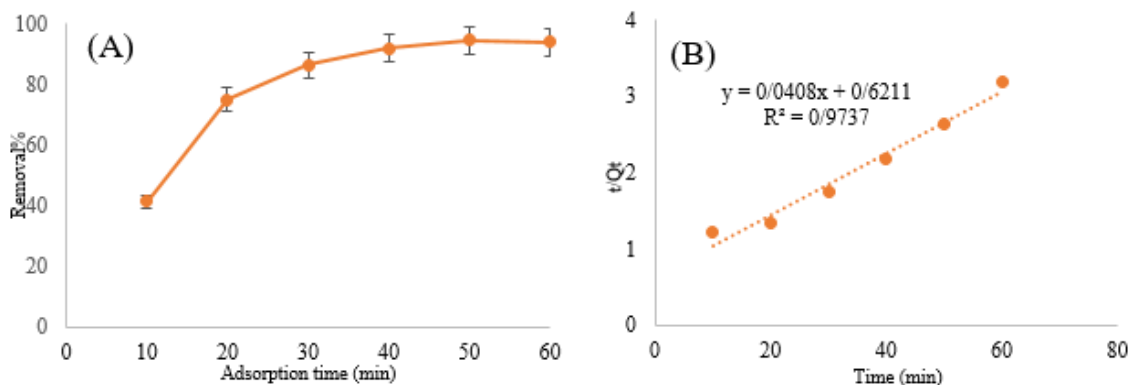 (A)
100
80
60
40
20
0
Removal%
0 10 20 30 40 50 60
Adsorption time (min)
(B)
y = 0/0408x + 0/6211
R² = 0/9737
4
3
2
1
0
t/Qt
0 20 40 60 80
Time (min)